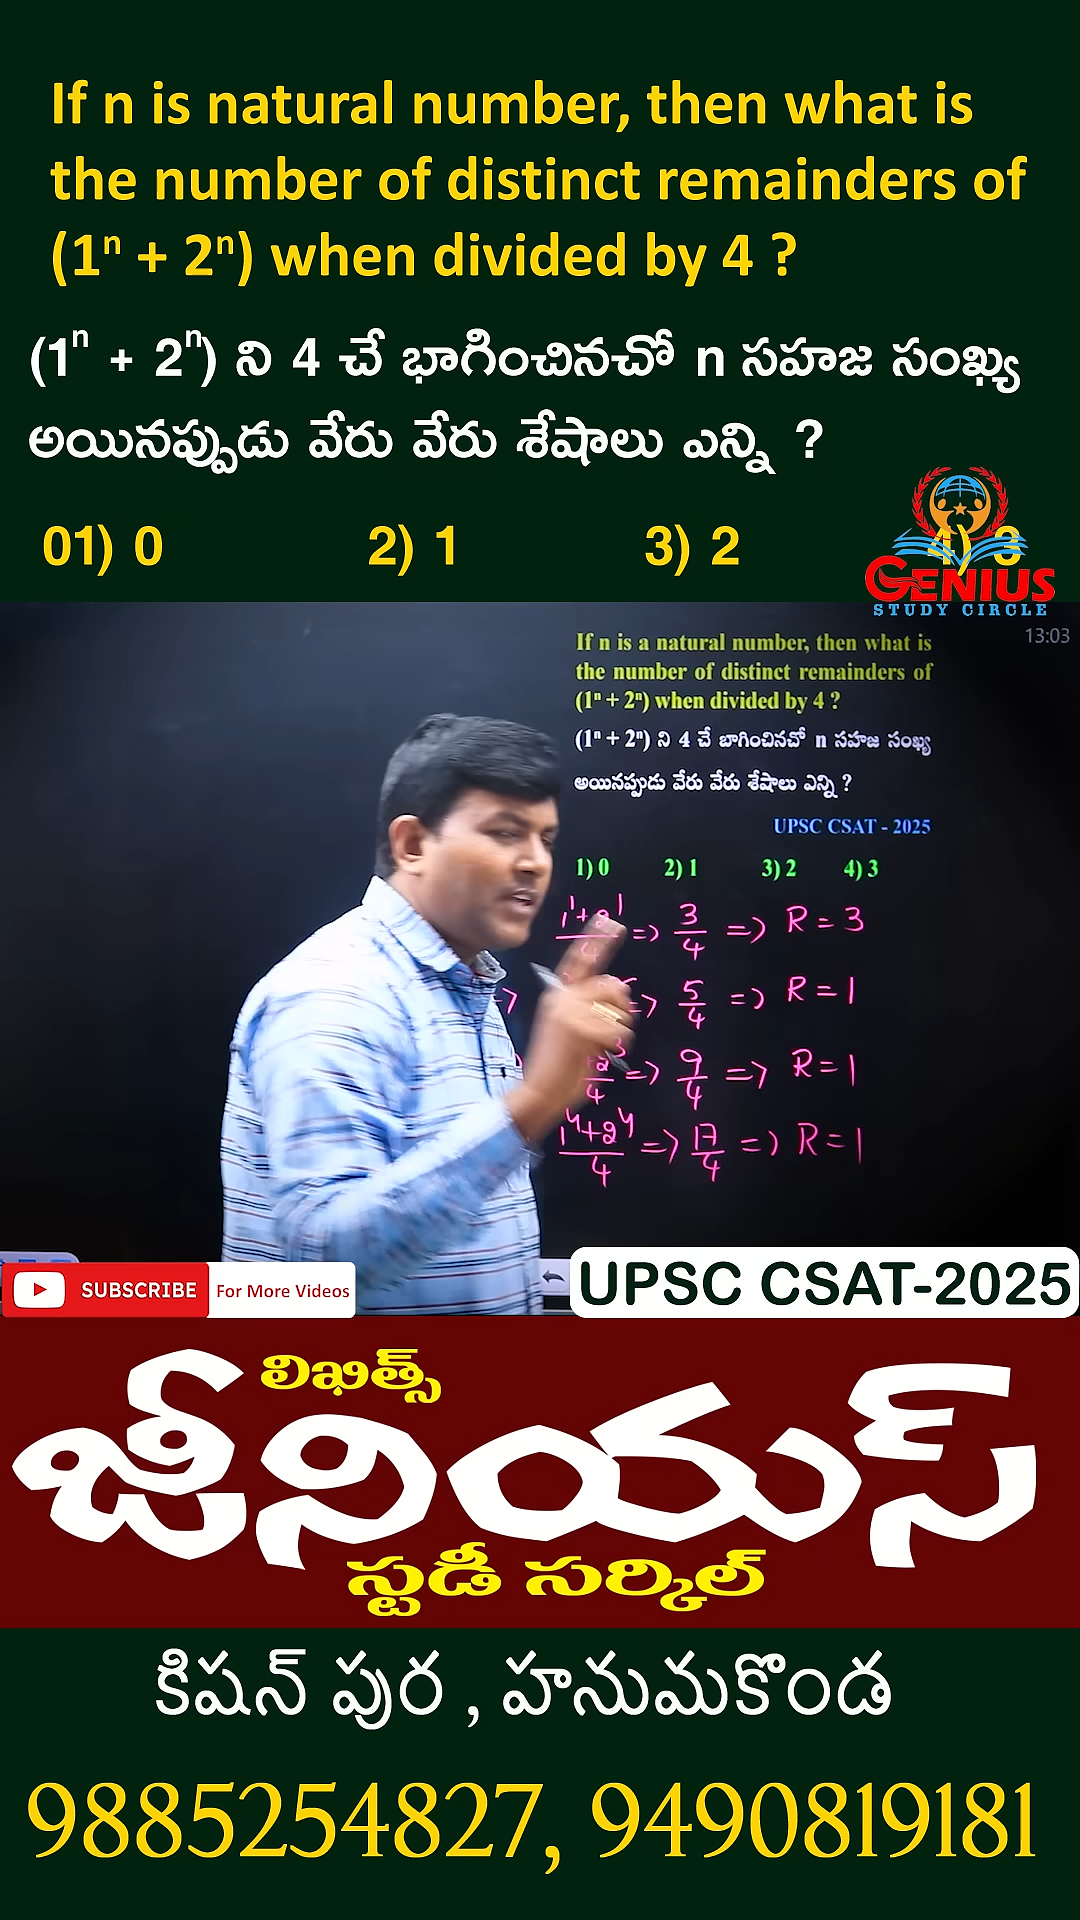 If n is natural number, then what is
the number of distinct remainders of
(1ⁿ + 2ⁿ) when divided by 4 ?
(1ⁿ + 2ⁿ) ని 4 చే భాగించినచో n సహజ సంఖ్య
అయినప్పుడు వేరు వేరు శేషాలు ఎన్ని ?
01) 0 2) 1 3) 2 4) 3
GENIUS
STUDY CIRCLE
13:03
If n is a natural number, then what is
the number of distinct remainders of
(1ⁿ + 2ⁿ) when divided by 4 ?
(1ⁿ + 2ⁿ) ని 4 చే బాగించినచో n సహజ సంఖ్య
అయినప్పుడు వేరు వేరు శేషాలు ఎన్ని ?
UPSC CSAT - 2025
1) 0 2) 1 3) 2 4) 3
=> 3/4 => R = 3
=> 5/4 => R = 1
=> 9/4 => R = 1
1⁴+2⁴/4 => 17/4 => R = 1
SUBSCRIBE For More Videos
UPSC CSAT-2025
లిఖిత్స్
జీనియస్
స్టడీ సర్కిల్
కిషన్ పుర , హనుమకొండ
9885254827, 9490819181